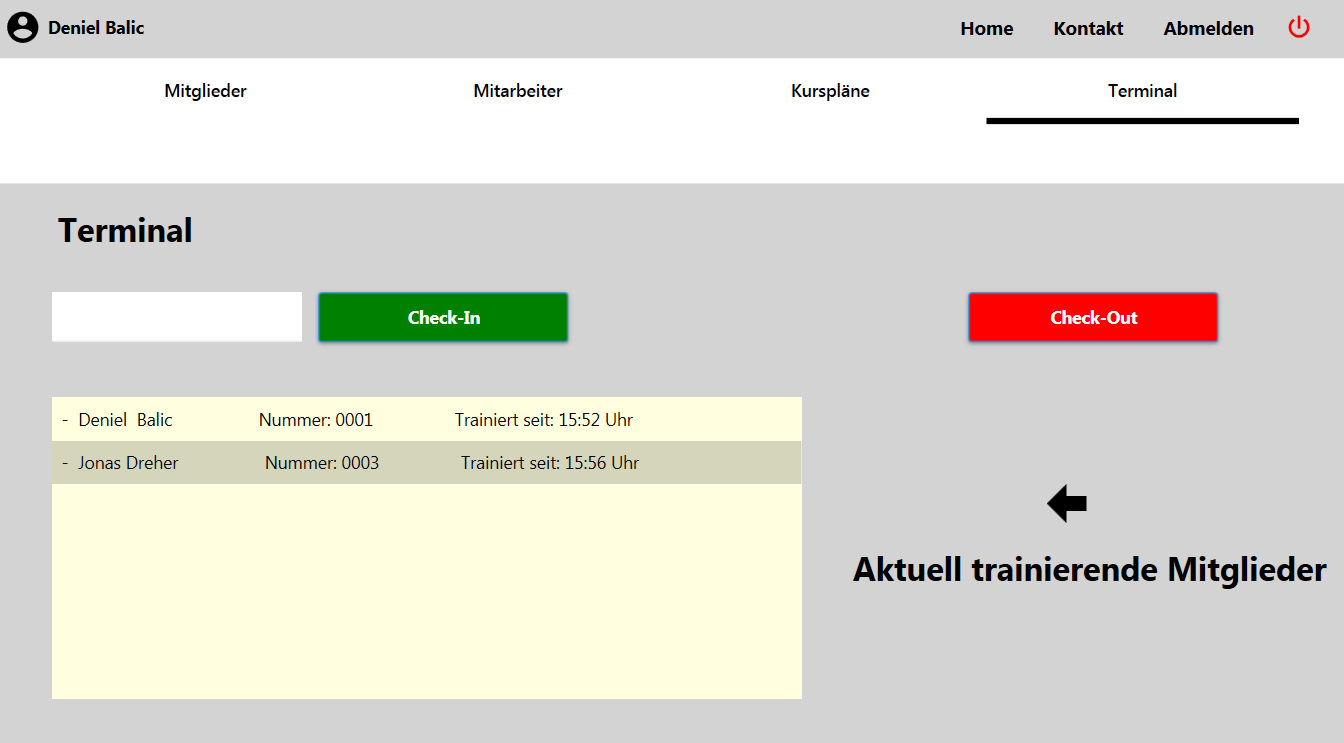 Deniel Balic Home Kontakt Abmelden
Mitglieder Mitarbeiter Kurspläne Terminal
Terminal
Check-In Check-Out
- Deniel Balic Nummer: 0001 Trainiert seit: 15:52 Uhr
- Jonas Dreher Nummer: 0003 Trainiert seit: 15:56 Uhr
Aktuell trainierende Mitglieder